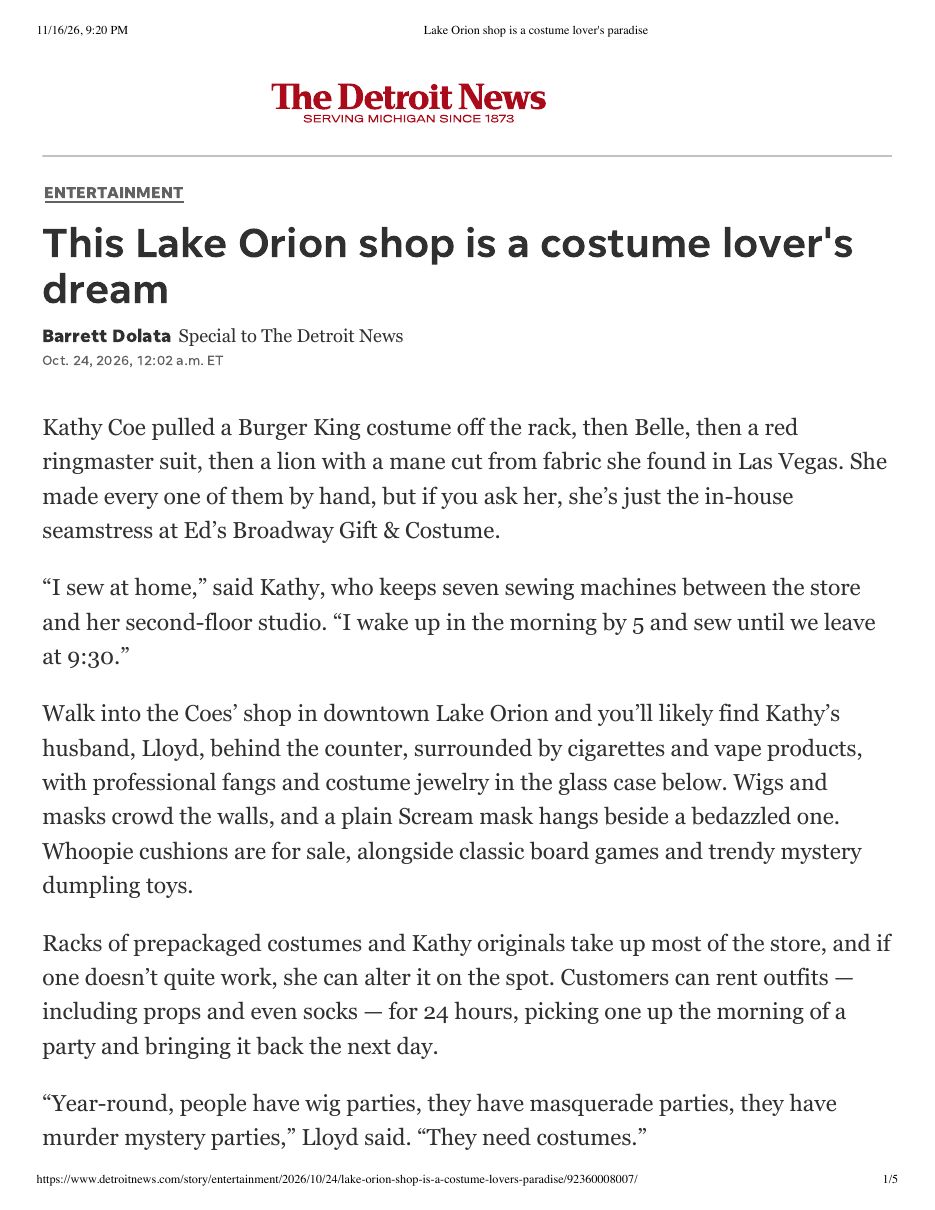 11/16/26, 9:20 PM
Lake Orion shop is a costume lover's paradise
The Detroit News
SERVING MICHIGAN SINCE 1873
ENTERTAINMENT
This Lake Orion shop is a costume lover's
dream
Barrett Dolata Special to The Detroit News
Oct. 24, 2026, 12:02 a.m. ET
Kathy Coe pulled a Burger King costume off the rack, then Belle, then a red
ringmaster suit, then a lion with a mane cut from fabric she found in Las Vegas. She
made every one of them by hand, but if you ask her, she’s just the in-house
seamstress at Ed’s Broadway Gift & Costume.
“I sew at home,” said Kathy, who keeps seven sewing machines between the store
and her second-floor studio. “I wake up in the morning by 5 and sew until we leave
at 9:30.”
Walk into the Coes’ shop in downtown Lake Orion and you’ll likely find Kathy’s
husband, Lloyd, behind the counter, surrounded by cigarettes and vape products,
with professional fangs and costume jewelry in the glass case below. Wigs and
masks crowd the walls, and a plain Scream mask hangs beside a bedazzled one.
Whoopie cushions are for sale, alongside classic board games and trendy mystery
dumpling toys.
Racks of prepackaged costumes and Kathy originals take up most of the store, and if
one doesn’t quite work, she can alter it on the spot. Customers can rent outfits —
including props and even socks — for 24 hours, picking one up the morning of a
party and bringing it back the next day.
“Year-round, people have wig parties, they have masquerade parties, they have
murder mystery parties,” Lloyd said. “They need costumes.”
https://www.detroitnews.com/story/entertainment/2026/10/24/lake-orion-shop-is-a-costume-lovers-paradise/92360008007/
1/5